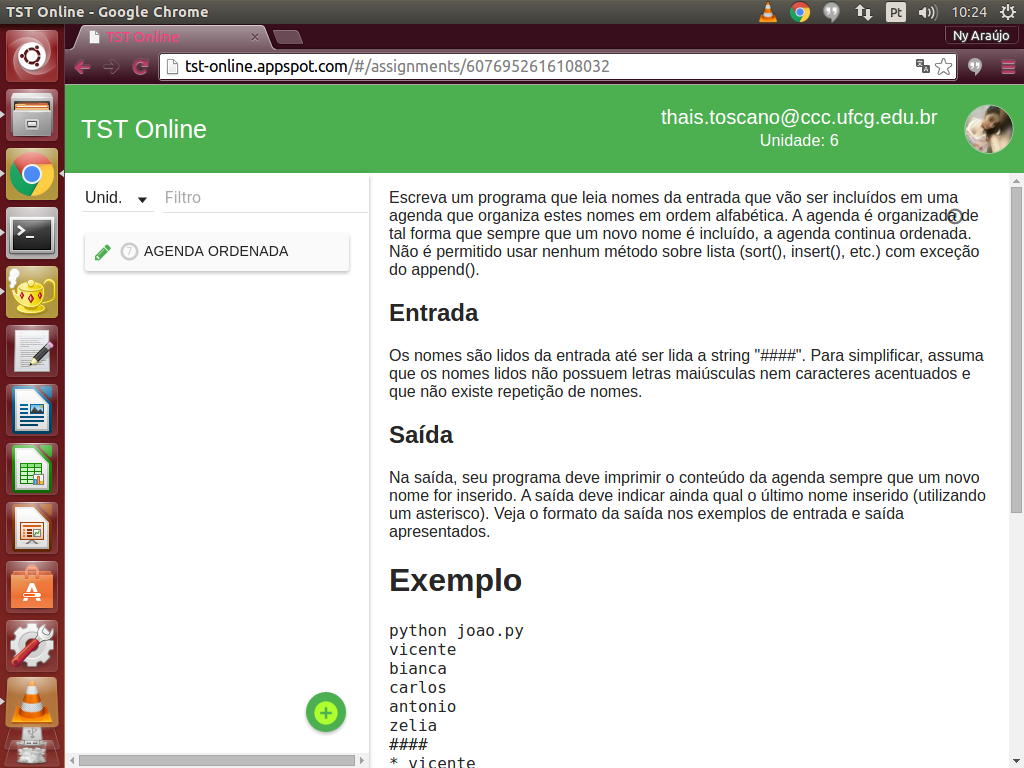 TST Online - Google Chrome
Pt
10:24
TST Online
Ny Araújo
tst-online.appspot.com/#/assignments/6076952616108032
TST Online
thais.toscano@ccc.ufcg.edu.br
Unidade: 6
Unid.
Filtro
7 AGENDA ORDENADA
Escreva um programa que leia nomes da entrada que vão ser incluídos em uma
agenda que organiza estes nomes em ordem alfabética. A agenda é organizada de
tal forma que sempre que um novo nome é incluído, a agenda continua ordenada.
Não é permitido usar nenhum método sobre lista (sort(), insert(), etc.) com exceção
do append().
Entrada
Os nomes são lidos da entrada até ser lida a string "####". Para simplificar, assuma
que os nomes lidos não possuem letras maiúsculas nem caracteres acentuados e
que não existe repetição de nomes.
Saída
Na saída, seu programa deve imprimir o conteúdo da agenda sempre que um novo
nome for inserido. A saída deve indicar ainda qual o último nome inserido (utilizando
um asterisco). Veja o formato da saída nos exemplos de entrada e saída
apresentados.
Exemplo
python joao.py
vicente
bianca
carlos
antonio
zelia
####
* vicente